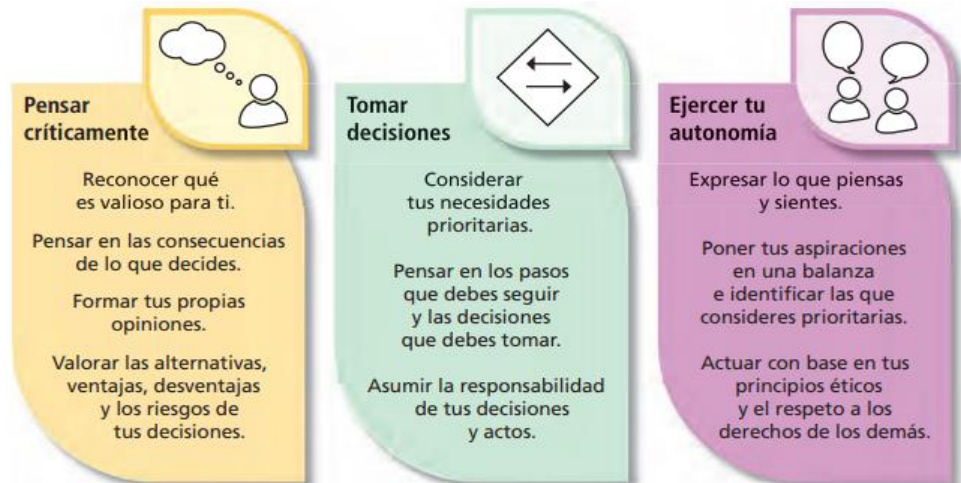 Pensar
críticamente
Reconocer qué
es valioso para ti.
Pensar en las consecuencias
de lo que decides.
Formar tus propias
opiniones.
Valorar las alternativas,
ventajas, desventajas
y los riesgos de
tus decisiones.
Tomar
decisiones
Considerar
tus necesidades
prioritarias.
Pensar en los pasos
que debes seguir
y las decisiones
que debes tomar.
Asumir la responsabilidad
de tus decisiones
y actos.
Ejercer tu
autonomía
Expresar lo que piensas
y sientes.
Poner tus aspiraciones
en una balanza
e identificar las que
consideres prioritarias.
Actuar con base en tus
principios éticos
y el respeto a los
derechos de los demás.